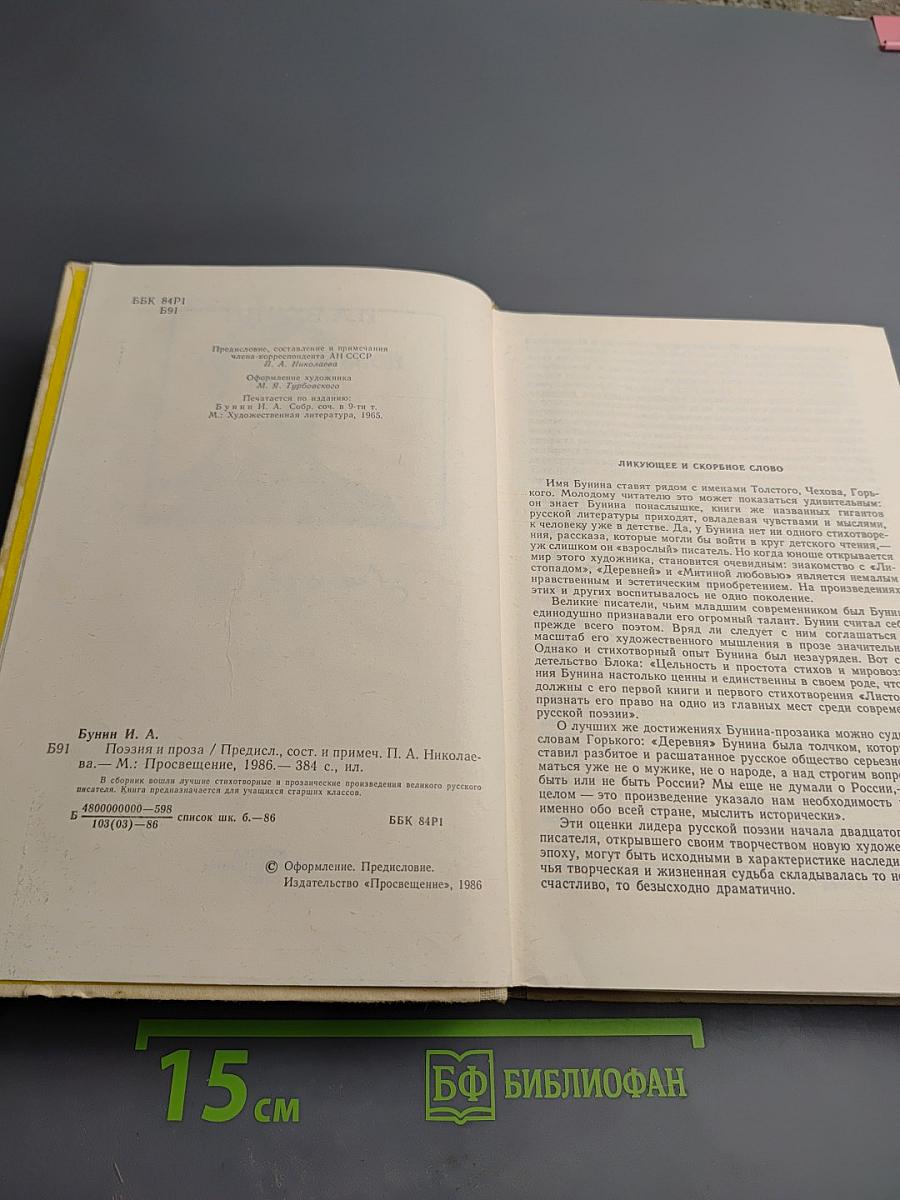 ББК 84Р1
Б91
Предисловие, составление и примечания
члена-корреспондента АН СССР
П. А. Николаева
Оформление художника
М. Я. Турбовского
Печатается по изданию:
Бунин И. А. Собр. соч. в 9-ти т.
М.: Художественная литература, 1965.
Бунин И. А.
Б91 Поэзия и проза / Предисл., сост. и примеч. П. А. Николае-
ва.— М.: Просвещение, 1986.— 384 с., ил.
В сборник вошли лучшие стихотворные и прозаические произведения великого русского
писателя. Книга предназначается для учащихся старших классов.
Б 4800000000—598
103(03)—86 список шк. б.—86 ББК 84Р1
© Оформление. Предисловие.
Издательство «Просвещение», 1986
ЛИКУЮЩЕЕ И СКОРБНОЕ СЛОВО
Имя Бунина ставят рядом с именами Толстого, Чехова, Горь-
кого. Молодому читателю это может показаться удивительным:
он знает Бунина понаслышке, книги же названных гигантов
русской литературы приходят, овладевая чувствами и мыслями,
к человеку уже в детстве. Да, у Бунина нет ни одного стихотворе-
ния, рассказа, которые могли бы войти в круг детского чтения,—
уж слишком он «взрослый» писатель. Но когда юноше открывается
мир этого художника, становится очевидным: знакомство с «Ли-
стопадом», «Деревней» и «Митиной любовью» является немалым
нравственным и эстетическим приобретением. На произведениях
этих и других воспитывалось не одно поколение.
Великие писатели, чьим младшим современником был Бунин
единодушно признавали его огромный талант. Бунин считал себ
прежде всего поэтом. Вряд ли следует с ним соглашаться
масштаб его художественного мышления в прозе значительн
Однако и стихотворный опыт Бунина был незауряден. Вот с
детельство Блока: «Цельность и простота стихов и мировозз
ния Бунина настолько ценны и единственны в своем роде, что
должны с его первой книги и первого стихотворения «Листо
признать его право на одно из главных мест среди совреме
русской поэзии».
О лучших же достижениях Бунина-прозаика можно суди
словам Горького: «Деревня» Бунина была толчком, котор
ставил разбитое и расшатанное русское общество серьезно
маться уже не о мужике, не о народе, а над строгим вопро
быть или не быть России? Мы еще не думали о России,—
целом — это произведение указало нам необходимость
именно обо всей стране, мыслить исторически».
Эти оценки лидера русской поэзии начала двадцатог
писателя, открывшего своим творчеством новую художе
эпоху, могут быть исходными в характеристике наследи
чья творческая и жизненная судьба складывалась то не
счастливо, то безысходно драматично.
15 см
БФ БИБЛИОФАН